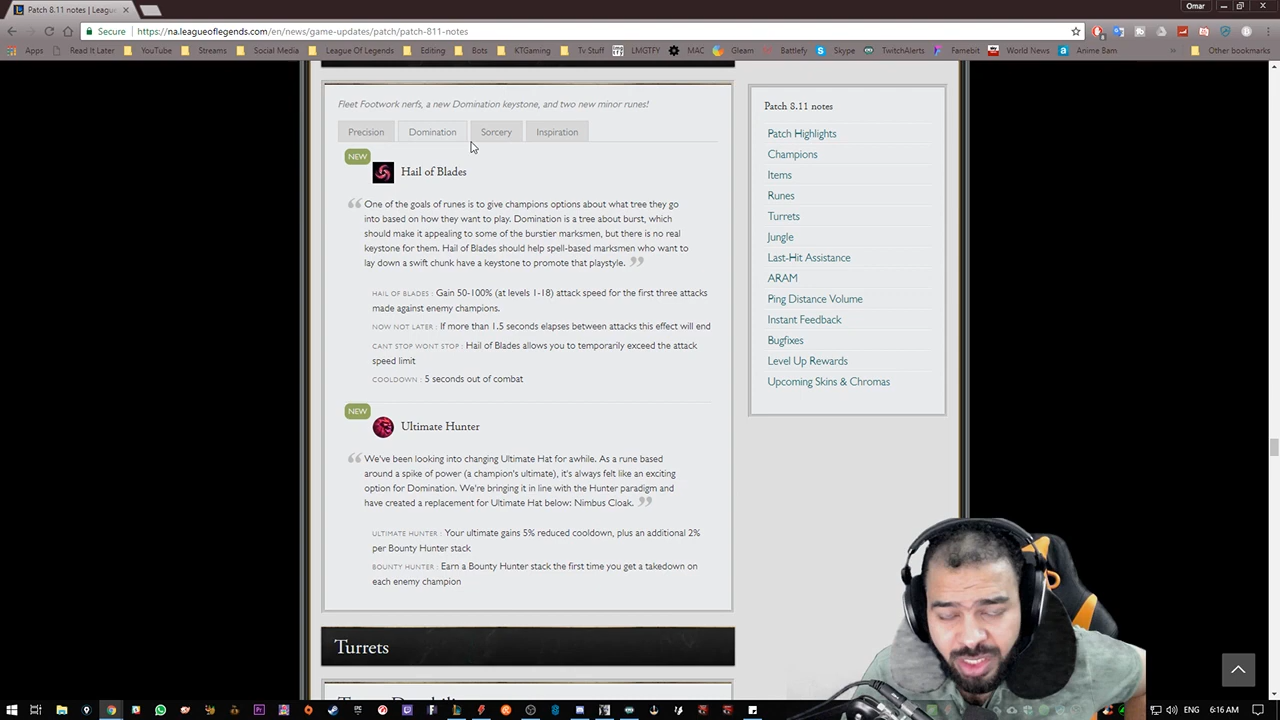 Patch 8.11 notes | Leagu
Omar
Secure
https://na.leagueoflegends.com/en/news/game-updates/patch/patch-811-notes
Apps Read It Later YouTube Streams Social Media League Of Legends Editing Bots KTGaming Tv Stuff LMGTFY MAC Gleam Battlefy Skype TwitchAlerts Famebit World News Anime Bam » Other bookmarks
Fleet Footwork nerfs, a new Domination keystone, and two new minor runes!
Precision Domination Sorcery Inspiration
NEW
Hail of Blades
One of the goals of runes is to give champions options about what tree they go
into based on how they want to play. Domination is a tree about burst, which
should make it appealing to some of the burstier marksmen, but there is no real
keystone for them. Hail of Blades should help spell-based marksmen who want to
lay down a swift chunk have a keystone to promote that playstyle.
HAIL OF BLADES : Gain 50-100% (at levels 1-18) attack speed for the first three attacks
made against enemy champions.
NOW NOT LATER : If more than 1.5 seconds elapses between attacks this effect will end
CANT STOP WONT STOP : Hail of Blades allows you to temporarily exceed the attack
speed limit
COOLDOWN : 5 seconds out of combat
NEW
Ultimate Hunter
We've been looking into changing Ultimate Hat for awhile. As a rune based
around a spike of power (a champion's ultimate), it's always felt like an exciting
option for Domination. We're bringing it in line with the Hunter paradigm and
have created a replacement for Ultimate Hat below: Nimbus Cloak.
ULTIMATE HUNTER : Your ultimate gains 5% reduced cooldown, plus an additional 2%
per Bounty Hunter stack
BOUNTY HUNTER : Earn a Bounty Hunter stack the first time you get a takedown on
each enemy champion
Turrets
Patch 8.11 notes
Patch Highlights
Champions
Items
Runes
Turrets
Jungle
Last-Hit Assistance
ARAM
Ping Distance Volume
Instant Feedback
Bugfixes
Level Up Rewards
Upcoming Skins & Chromas
ENG 6:16 AM